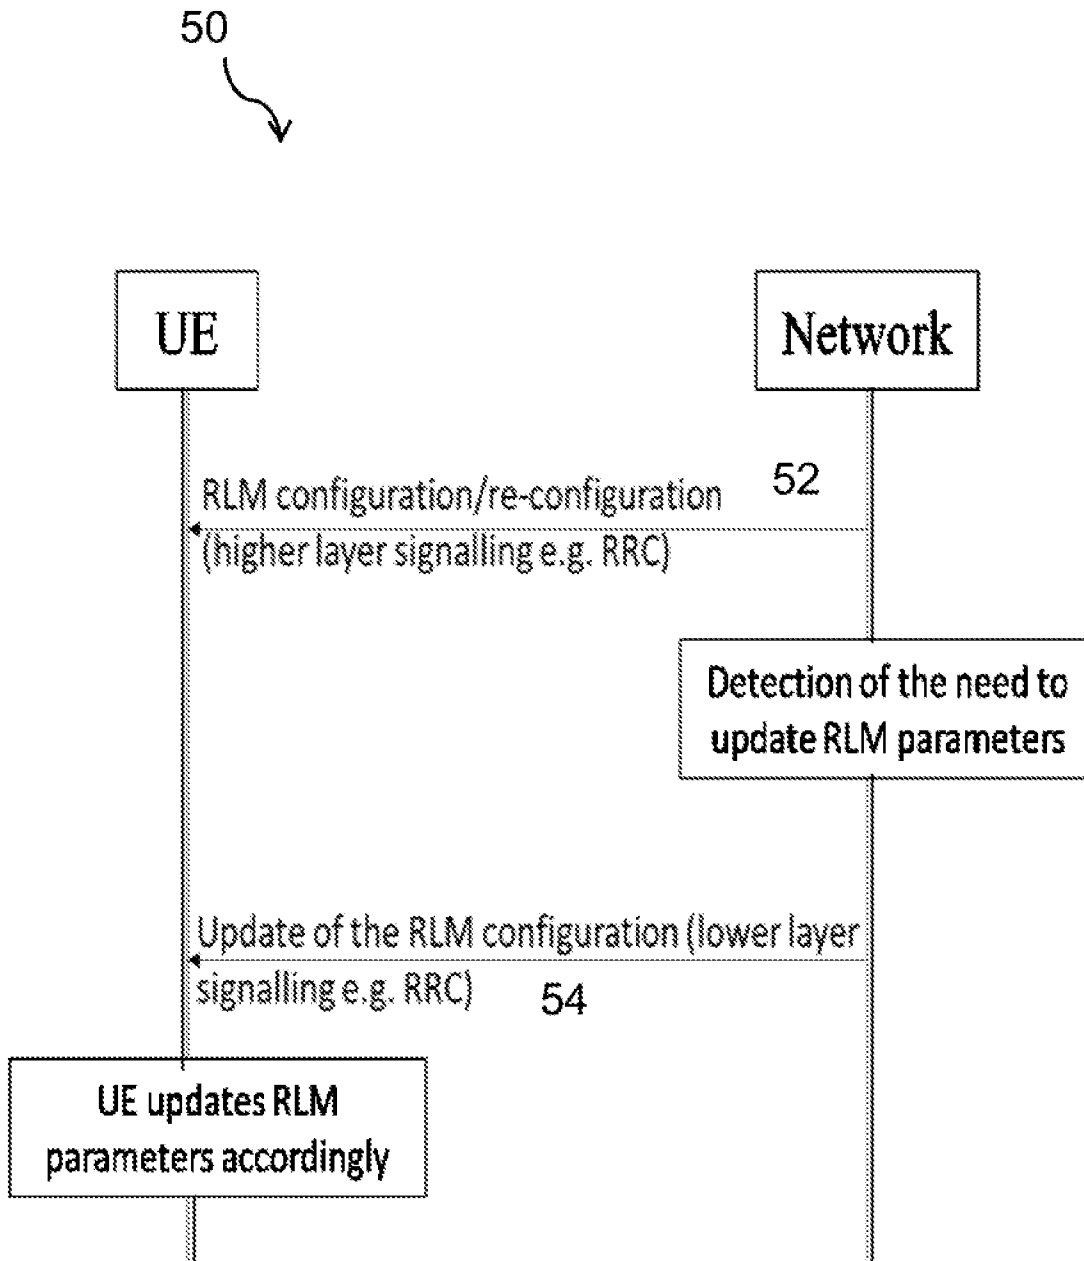 50
UE
Network
52
RLM configuration/re-configuration
(higher layer signalling e.g. RRC)
Detection of the need to
update RLM parameters
Update of the RLM configuration (lower layer
signalling e.g. RRC)
54
UE updates RLM
parameters accordingly